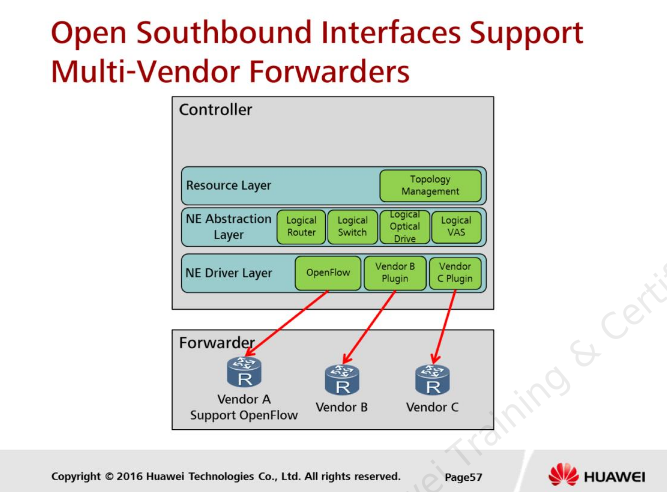 Open Southbound Interfaces Support
Multi-Vendor Forwarders
Controller
Resource Layer
Topology
Management
NE Abstraction
Layer
Logical
Router
Logical
Switch
Logical
Optical
Drive
Logical
VAS
NE Driver Layer
OpenFlow
Vendor B
Plugin
Vendor
C Plugin
Forwarder
R
R
R
Vendor A
Support OpenFlow
Vendor B
Vendor C
Training & Certif
Copyright © 2016 Huawei Technologies Co., Ltd. All rights reserved.
Page57
HUAWEI